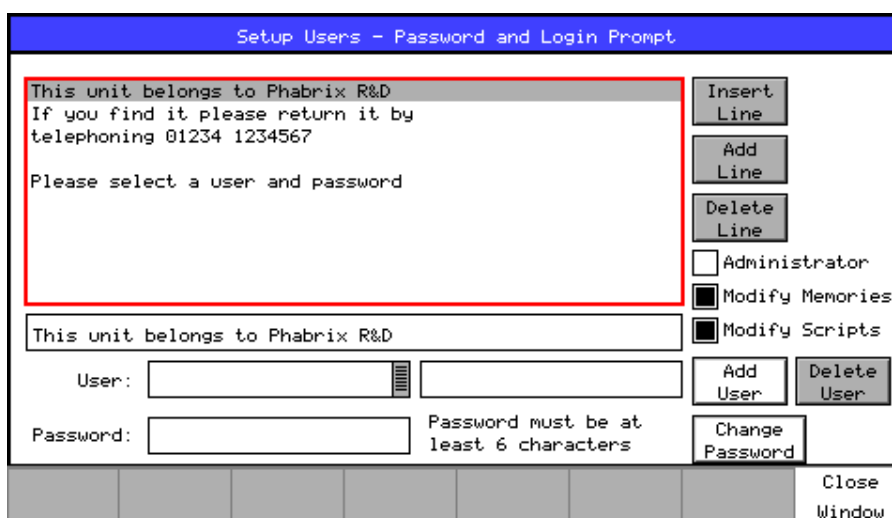 Setup Users - Password and Login Prompt
This unit belongs to Phabrix R&D
If you find it please return it by
telephoning 01234 1234567
Please select a user and password
Insert
Line
Add
Line
Delete
Line
Administrator
Modify Memories
Modify Scripts
This unit belongs to Phabrix R&D
User:
Add
User
Delete
User
Password:
Password must be at
least 6 characters
Change
Password
Close
Window